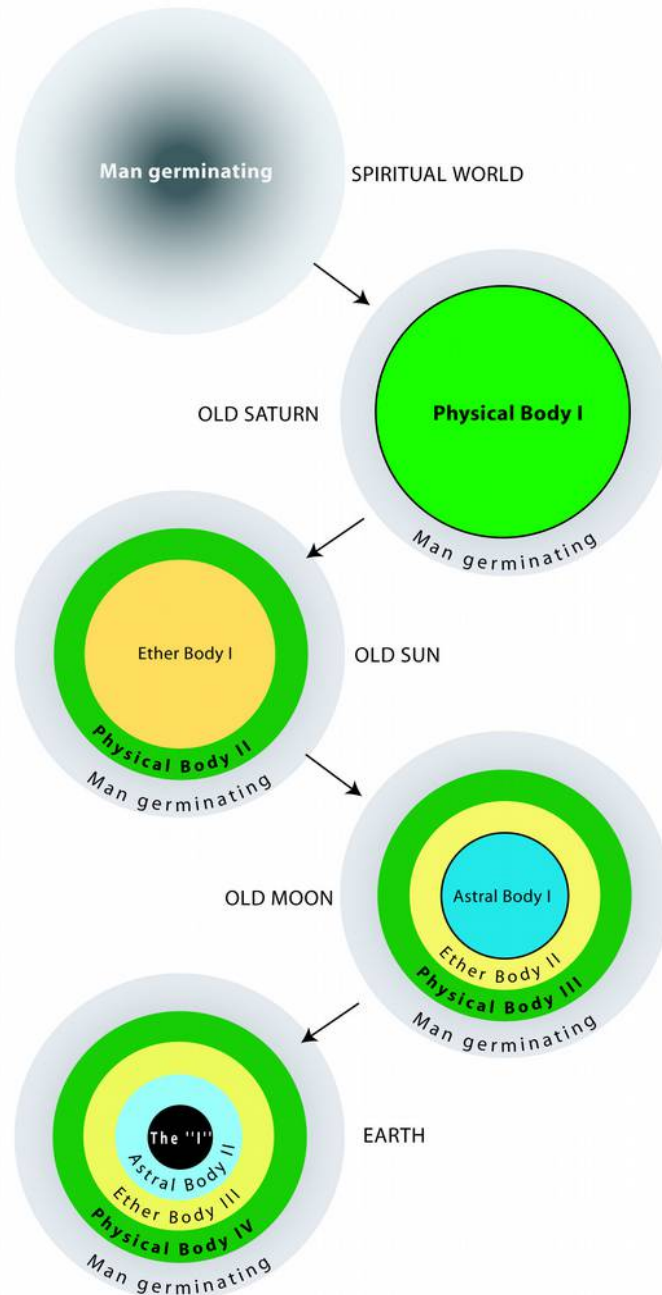 Man germinating
SPIRITUAL WORLD
OLD SATURN
Physical Body I
Man germinating
Ether Body I
Physical Body II
Man germinating
OLD SUN
OLD MOON
Astral Body I
Ether Body II
Physical Body III
Man germinating
The "I"
Astral Body II
Ether Body III
Physical Body IV
Man germinating
EARTH